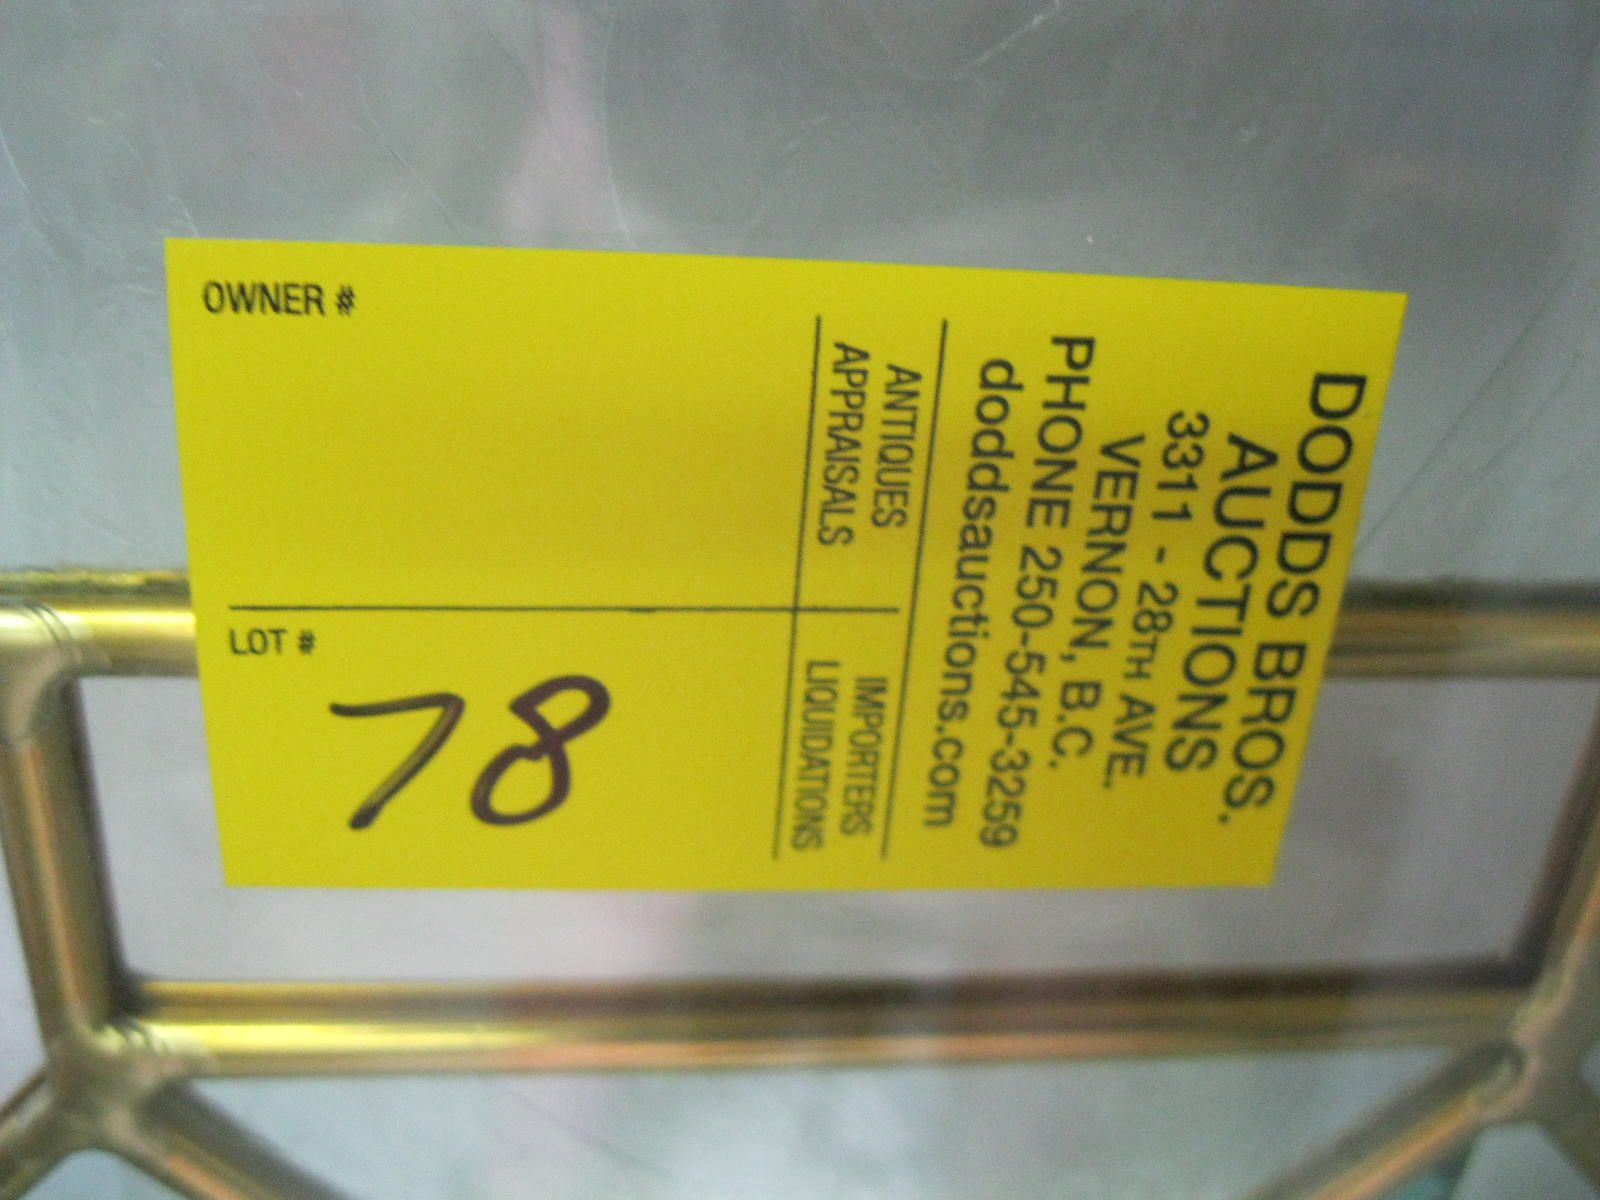 DODDS BROS.
AUCTIONS
3311 - 28TH AVE.
VERNON, B.C.
PHONE 250-545-3259
doddsauctions.com
ANTIQUES IMPORTERS
APPRAISALS LIQUIDATIONS
OWNER #
LOT #
78